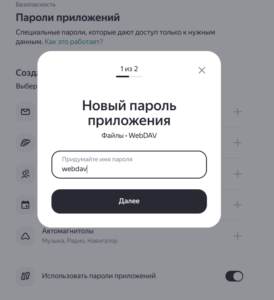 Безопасность
Пароли приложений
Специальные пароли, которые дают доступ только к нужным
данным. Как это работает?
Созда
Выбер
1 из 2
Новый пароль
приложения
Файлы • WebDAV
Придумайте имя пароля
webdav
Далее
Автомагнитолы
Музыка, Радио, Навигатор
Использовать пароли приложений